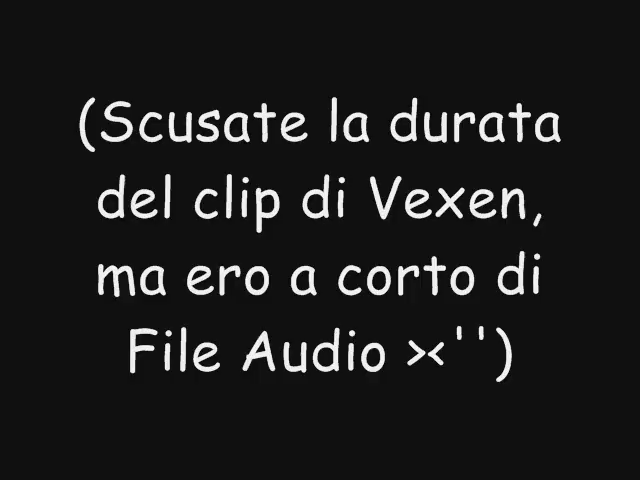 (Scusate la durata
del clip di Vexen,
ma ero a corto di
File Audio ><'')